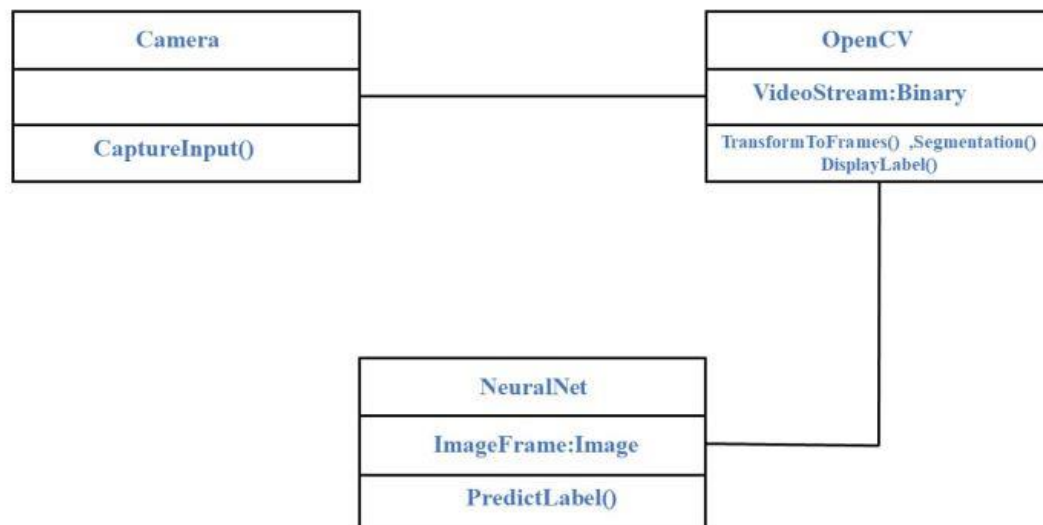 Camera
CaptureInput()
OpenCV
VideoStream:Binary
TransformToFrames() ,Segmentation()
DisplayLabel()
NeuralNet
ImageFrame:Image
PredictLabel()